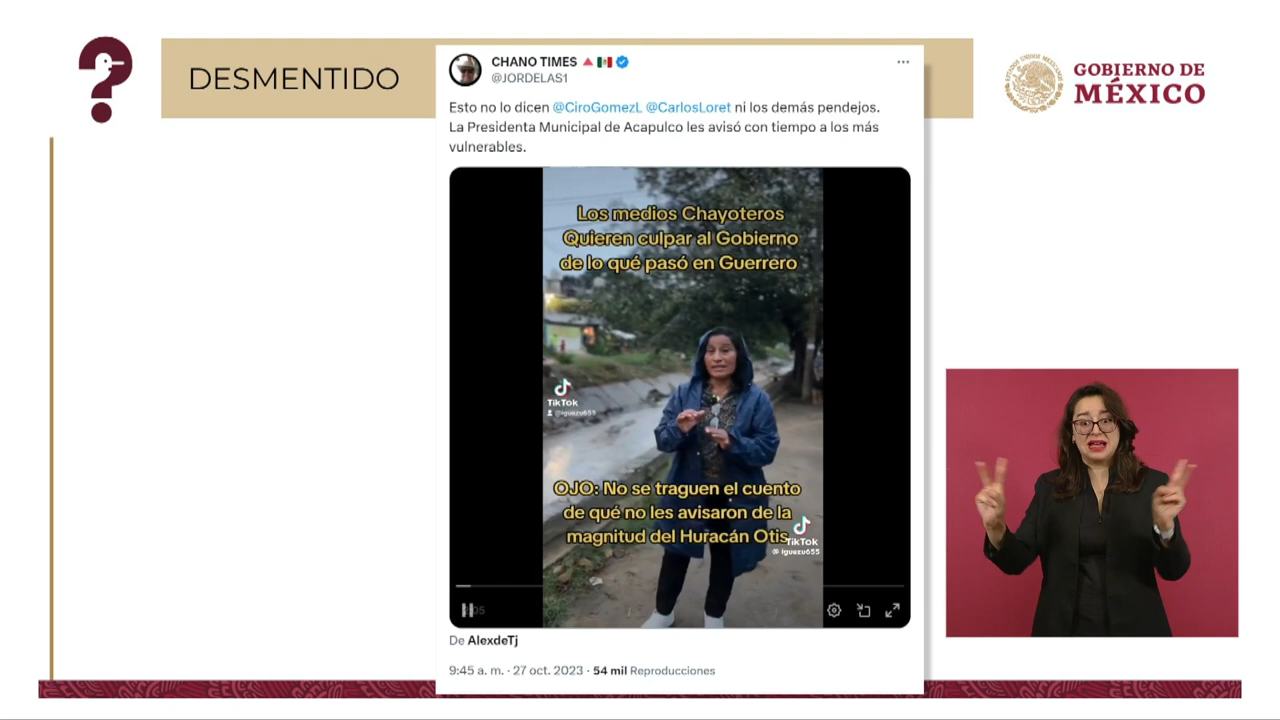 DESMENTIDO
GOBIERNO DE
MÉXICO
CHANO TIMES
@JORDELAS1
Esto no lo dicen @CiroGomezL @CarlosLoret ni los demás pendejos.
La Presidenta Municipal de Acapulco les avisó con tiempo a los más
vulnerables.
Los medios Chayoteros
Quieren culpar al Gobierno
de lo qué pasó en Guerrero
TikTok
@iguazu655
OJO: No se traguen el cuento
de qué no les avisaron de la
magnitud del Huracán Otis
TikTok
@iguazu655
De AlexdeTj
9:45 a. m. · 27 oct. 2023 · 54 mil Reproducciones